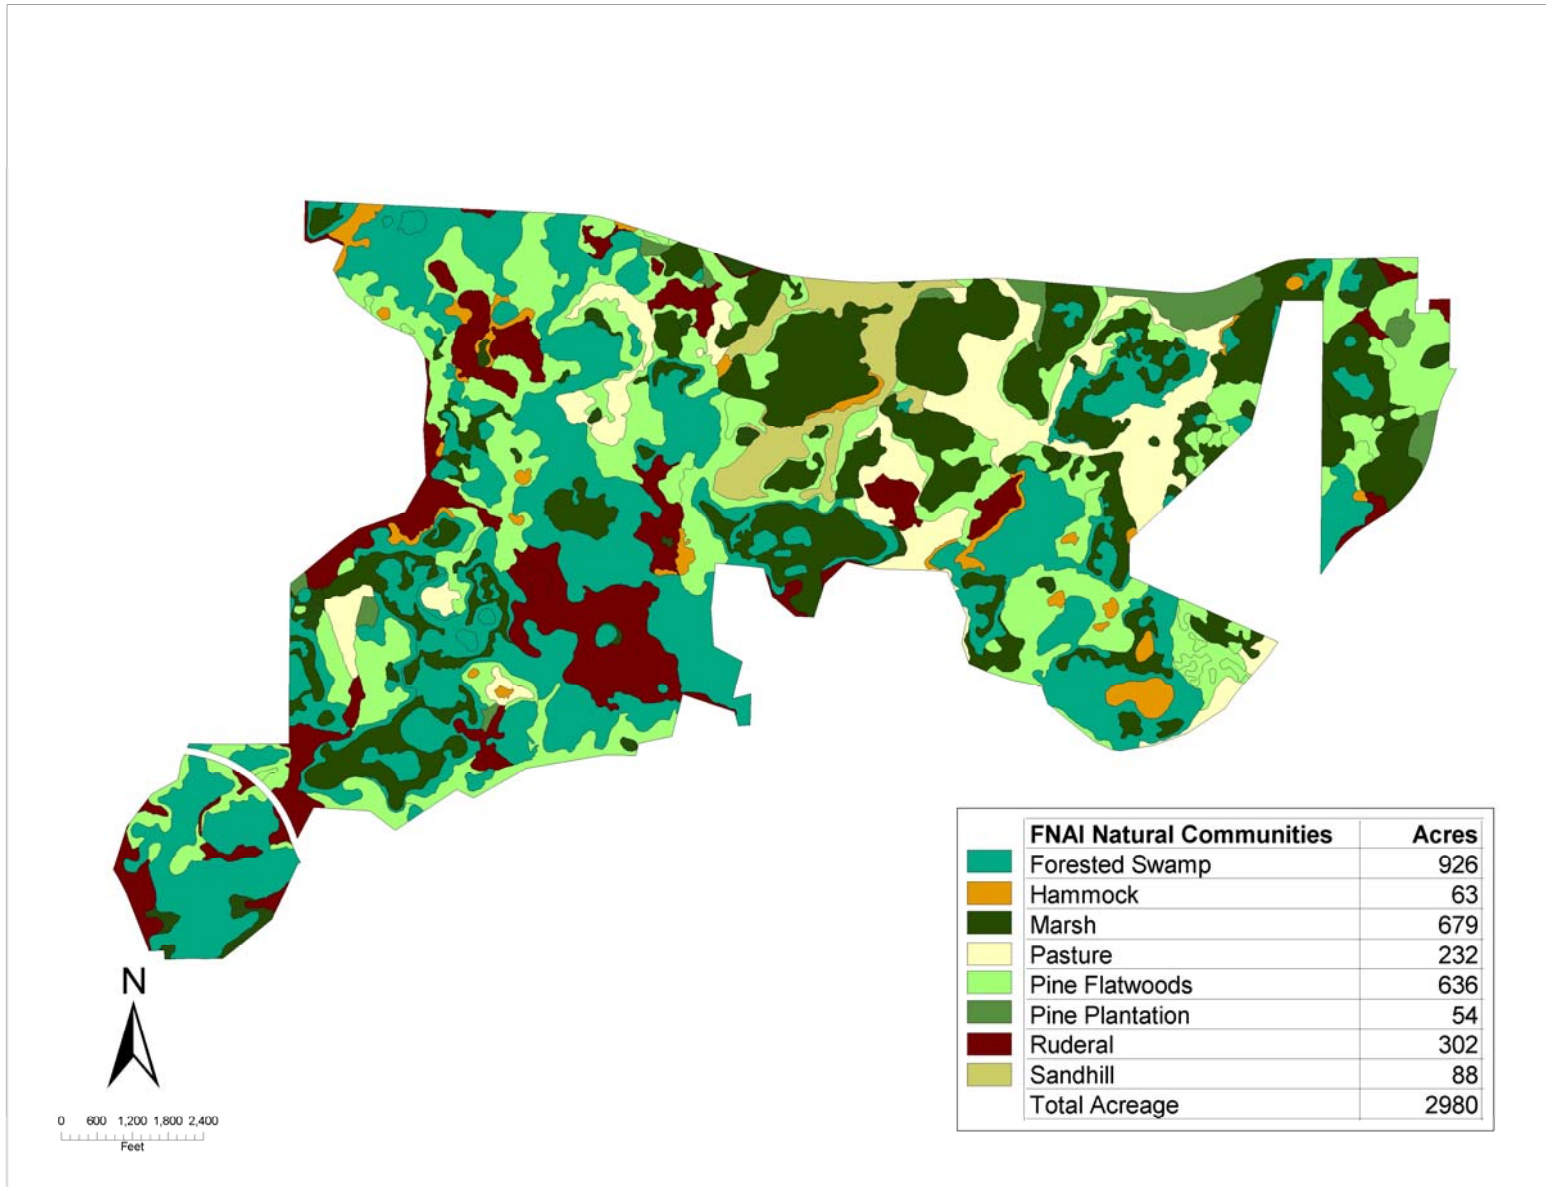 FNAI Natural Communities Acres
Forested Swamp 926
Hammock 63
Marsh 679
Pasture 232
Pine Flatwoods 636
Pine Plantation 54
Ruderal 302
Sandhill 88
Total Acreage 2980
N
0 600 1,200 1,800 2,400
Feet